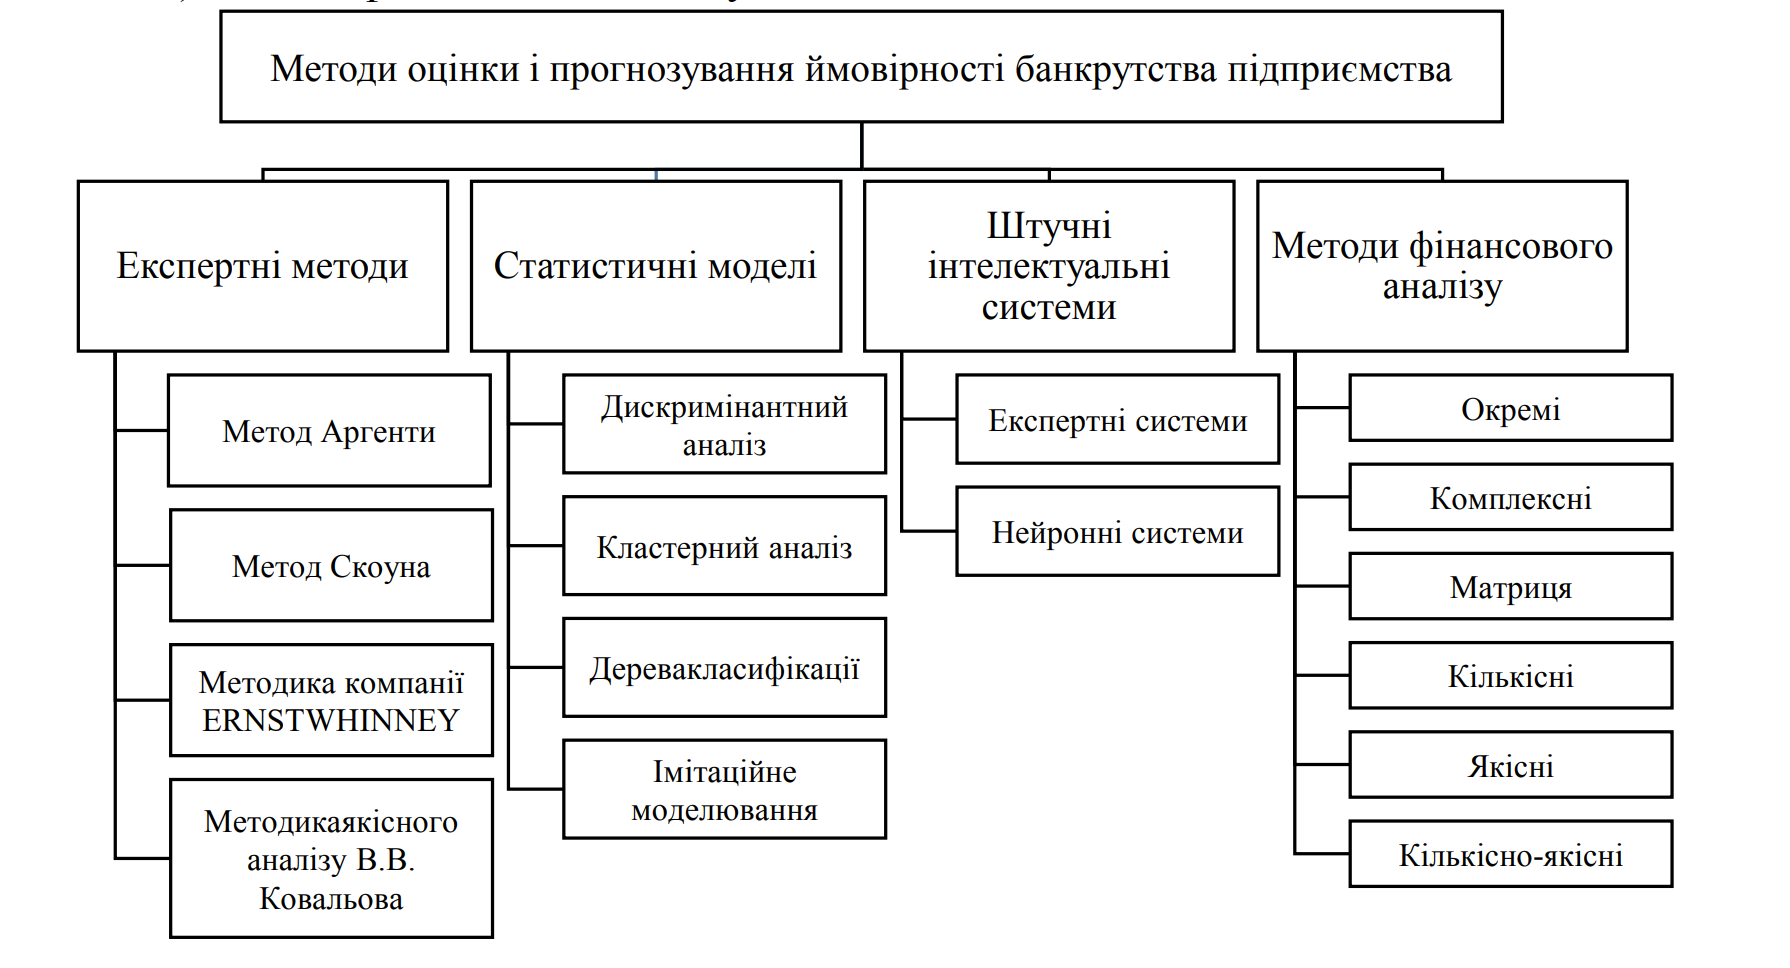 Методи оцінки і прогнозування ймовірності банкрутства підприємства
Експертні методи
Метод Аргенти
Метод Скоуна
Методика компанії
ERNSTWHINNEY
Методикаякісного
аналізу В.В.
Ковальова
Статистичні моделі
Дискримінантний
аналіз
Кластерний аналіз
Деревакласифікації
Імітаційне
моделювання
Штучні
інтелектуальні
системи
Експертні системи
Нейронні системи
Методи фінансового
аналізу
Окремі
Комплексні
Матриця
Кількісні
Якісні
Кількісно-якісні